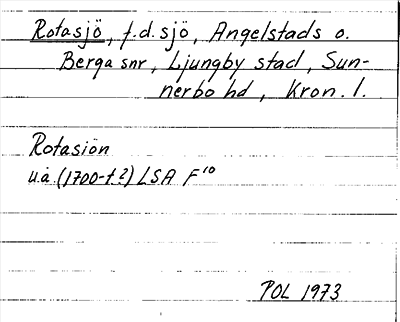 Rotasjö, f.d. sjö, Angelstads o.
Berga snr, Ljungby stad, Sun-
nerbo hd, Kron. l.
Rotasiön
u.å. (1700-t?) LSA F¹⁰
POL 1973